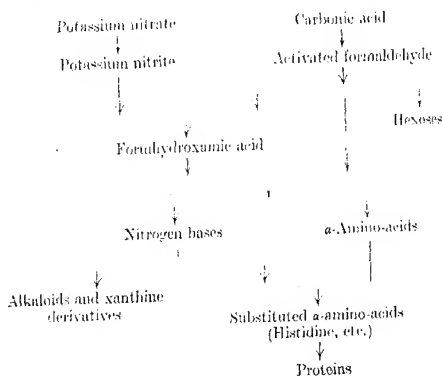 Potassium nitrate
Carbonic acid
Potassium nitrite
Activated formaldehyde
Hexoses
Formhydroxamic acid
Nitrogen bases
α-Amino-acids
Alkaloids and xanthine
derivatives
Substituted α-amino-acids
(Histidine, etc.)
Proteins